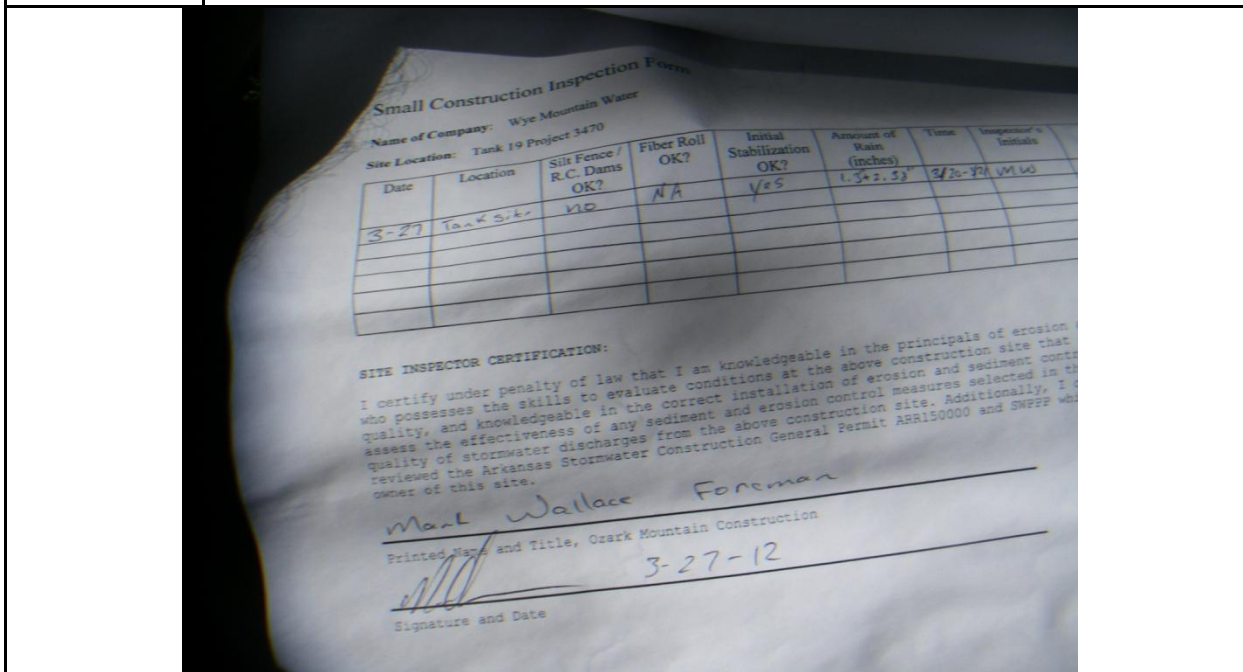 Small Construction Inspection Form
Name of Company: Wye Mountain Water
Site Location: Tank 19 Project 3470
Date Location Silt Fence / R.C. Dams OK? Fiber Roll OK? Initial Stabilization OK? Amount of Rain (inches) Time Inspector's Initials
3-27 Tank Site no NA Yes
SITE INSPECTOR CERTIFICATION:
I certify under penalty of law that I am knowledgeable in the principals of erosion
who possesses the skills to evaluate conditions at the above construction site that
quality, and knowledgeable in the correct installation of erosion and sediment contr
assess the effectiveness of any sediment and erosion control measures selected in th
quality of stormwater discharges from the above construction site. Additionally, I
reviewed the Arkansas Stormwater Construction General Permit ARR150000 and SWPPP whi
owner of this site.
Mark Wallace Foreman
Printed Name and Title, Ozark Mountain Construction
3-27-12
Signature and Date